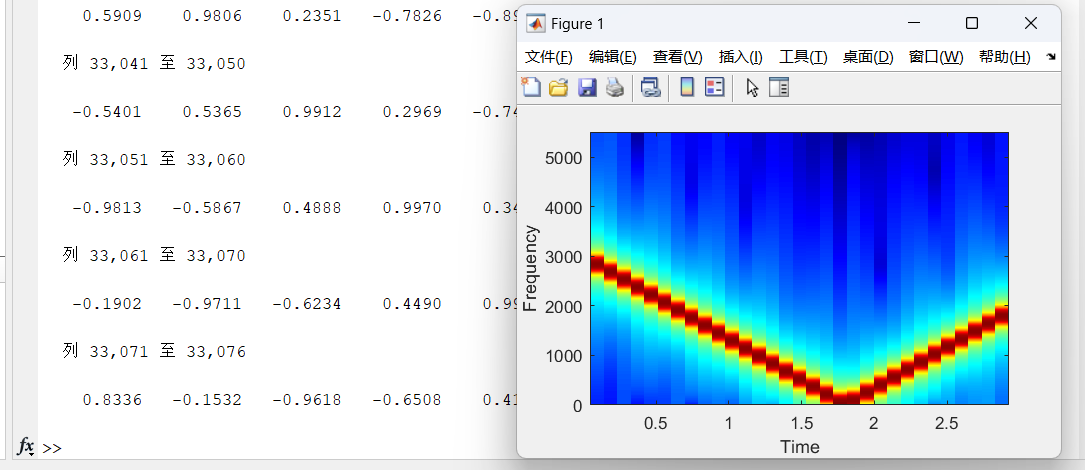 0.5909 0.9806 0.2351 -0.7826
列 33,041 至 33,050
-0.5401 0.5365 0.9912 0.2969
列 33,051 至 33,060
-0.9813 -0.5867 0.4888 0.9970
列 33,061 至 33,070
-0.1902 -0.9711 -0.6234 0.4490
列 33,071 至 33,076
0.8336 -0.1532 -0.9618 -0.6508
fx >>
Figure 1
文件(F) 编辑(E) 查看(V) 插入(I) 工具(T) 桌面(D) 窗口(W) 帮助(H)
Frequency
5000
4000
3000
2000
1000
0
0.5 1 1.5 2 2.5
Time